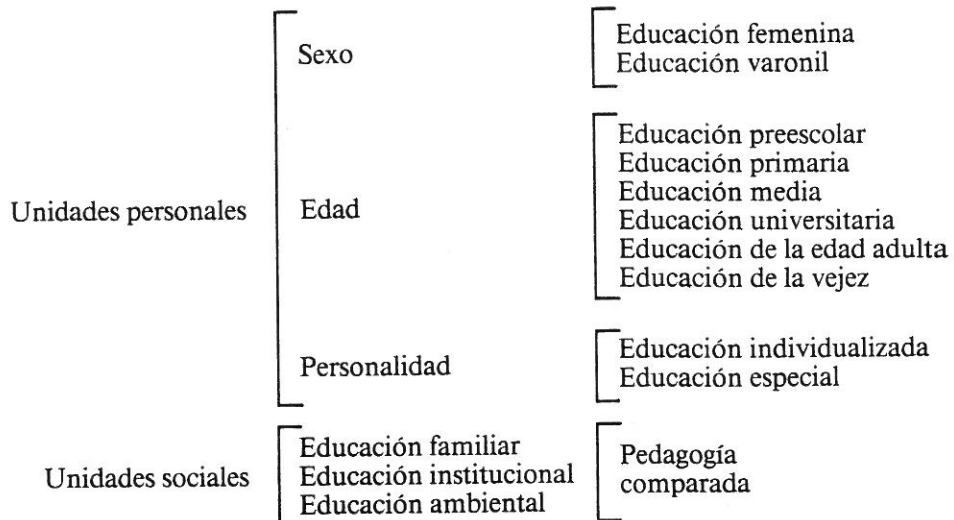 Unidades personales
Sexo
Educación femenina
Educación varonil
Edad
Educación preescolar
Educación primaria
Educación media
Educación universitaria
Educación de la edad adulta
Educación de la vejez
Personalidad
Educación individualizada
Educación especial
Unidades sociales
Educación familiar
Educación institucional
Educación ambiental
Pedagogía
comparada